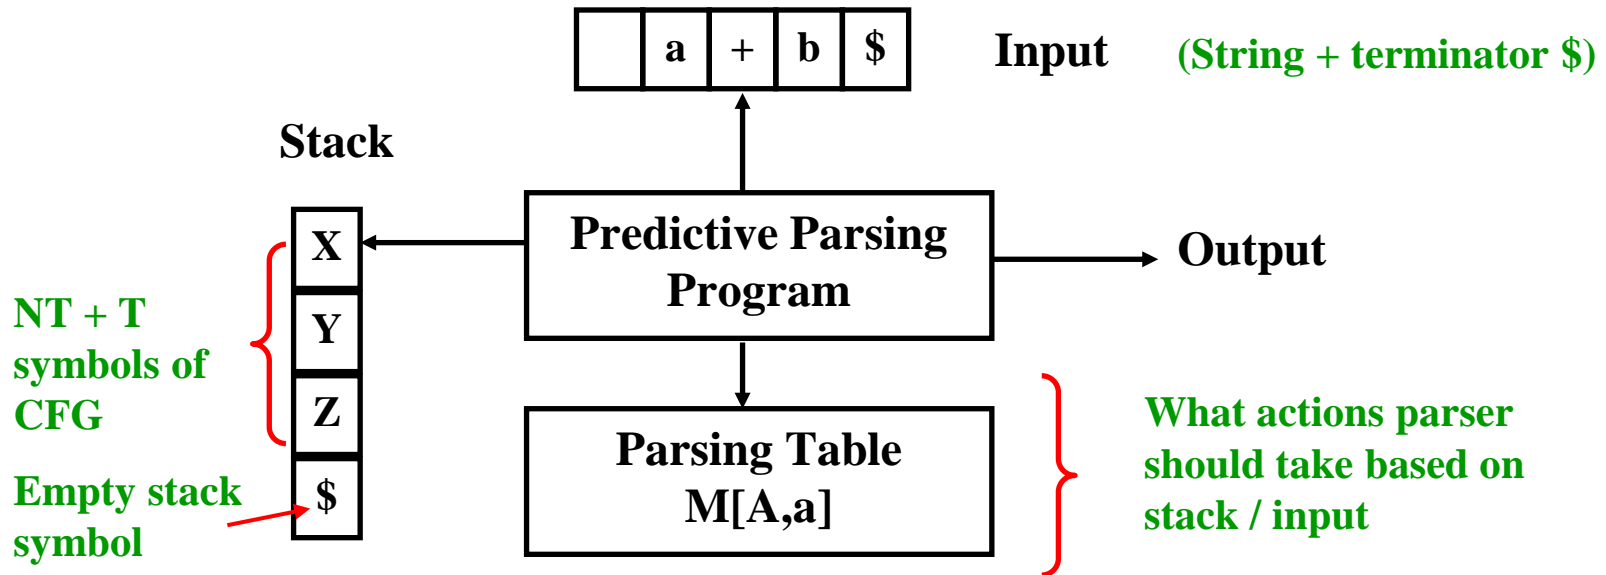 a + b $
Input
(String + terminator $)
Stack
X
Y
Z
$
Predictive Parsing
Program
Output
NT + T
symbols of
CFG
Empty stack
symbol
Parsing Table
M[A,a]
What actions parser
should take based on
stack / input